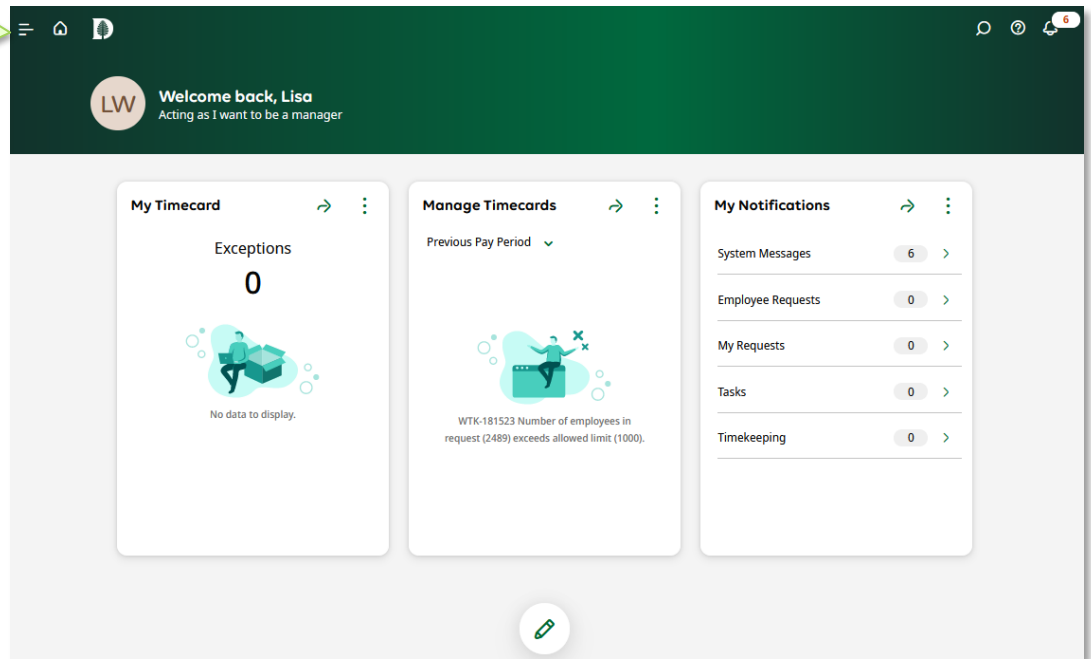 D
6
LW
Welcome back, Lisa
Acting as I want to be a manager
My Timecard
Exceptions
0
No data to display.
Manage Timecards
Previous Pay Period
WTK-181523 Number of employees in
request (2489) exceeds allowed limit (1000).
My Notifications
System Messages 6
Employee Requests 0
My Requests 0
Tasks 0
Timekeeping 0